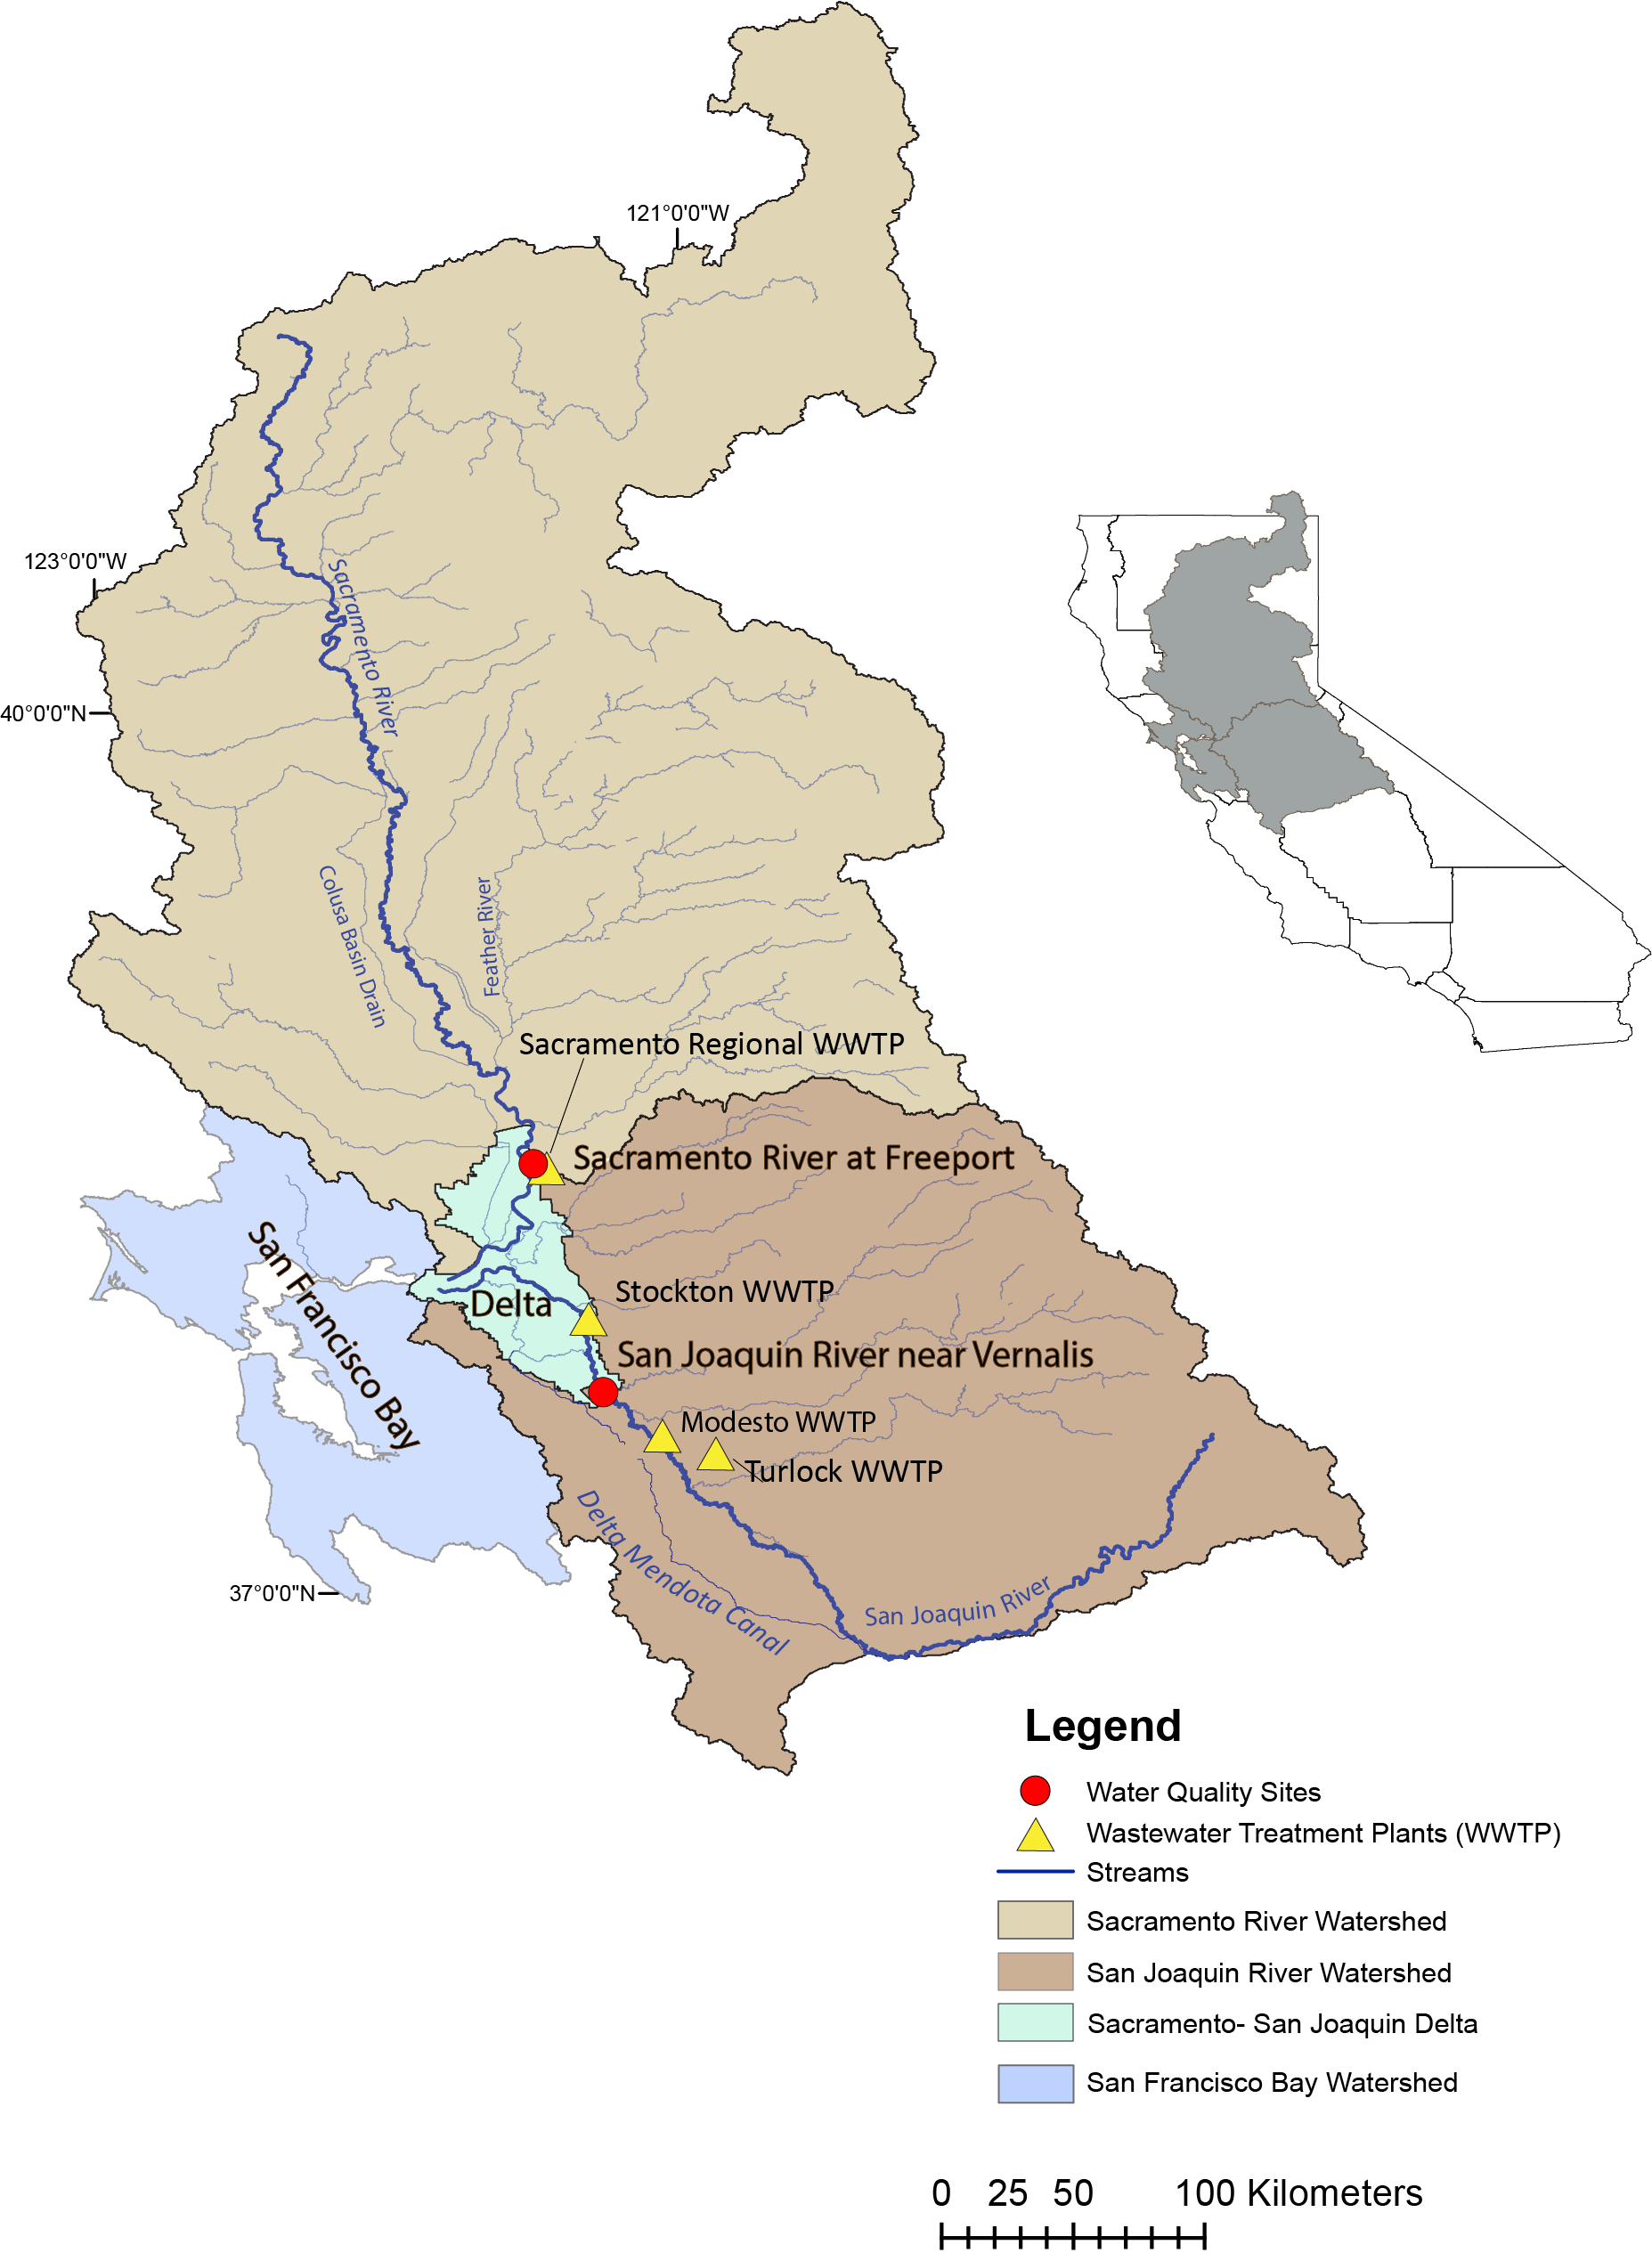 121°0'0"W
123°0'0"W
Sacramento River
40°0'0"N
Colusa Basin Drain
Feather River
Sacramento Regional WWTP
Sacramento River at Freeport
San Francisco Bay
Stockton WWTP
Delta
San Joaquin River near Vernalis
Modesto WWTP
Turlock WWTP
Delta Mendota Canal
37°0'0"N
San Joaquin River
Legend
Water Quality Sites
Wastewater Treatment Plants (WWTP)
Streams
Sacramento River Watershed
San Joaquin River Watershed
Sacramento- San Joaquin Delta
San Francisco Bay Watershed
0 25 50 100 Kilometers